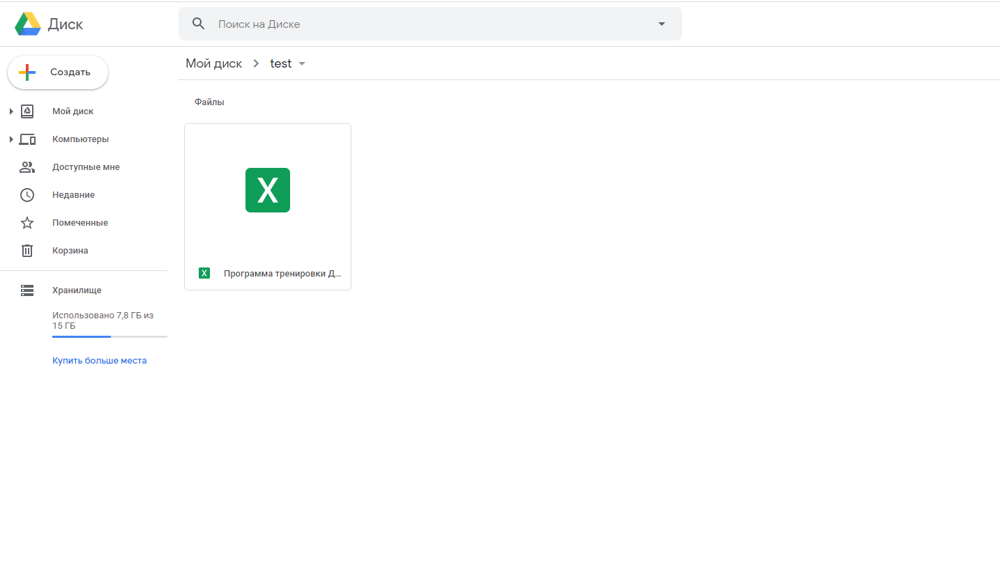 Диск
Поиск на Диске
Создать
Мой диск > test
Мой диск
Компьютеры
Доступные мне
Недавние
Помеченные
Корзина
Хранилище
Использовано 7,8 ГБ из
15 ГБ
Купить больше места
Файлы
X
X Программа тренировки Д...